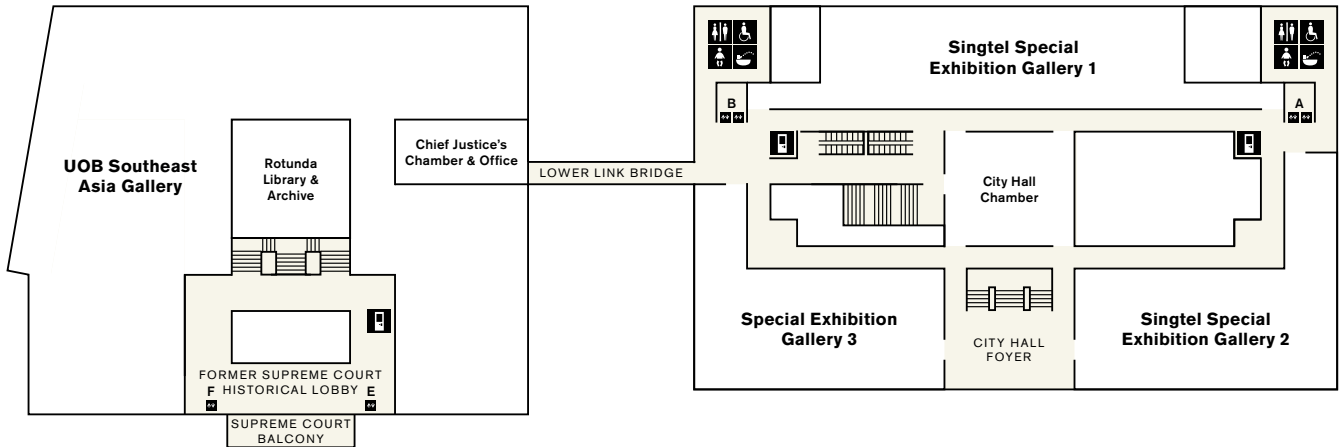 Singtel Special
Exhibition Gallery 1
B
A
UOB Southeast
Asia Gallery
Rotunda
Library &
Archive
Chief Justice's
Chamber & Office
LOWER LINK BRIDGE
City Hall
Chamber
Special Exhibition
Gallery 3
CITY HALL
FOYER
Singtel Special
Exhibition Gallery 2
FORMER SUPREME COURT
HISTORICAL LOBBY
F
E
SUPREME COURT
BALCONY